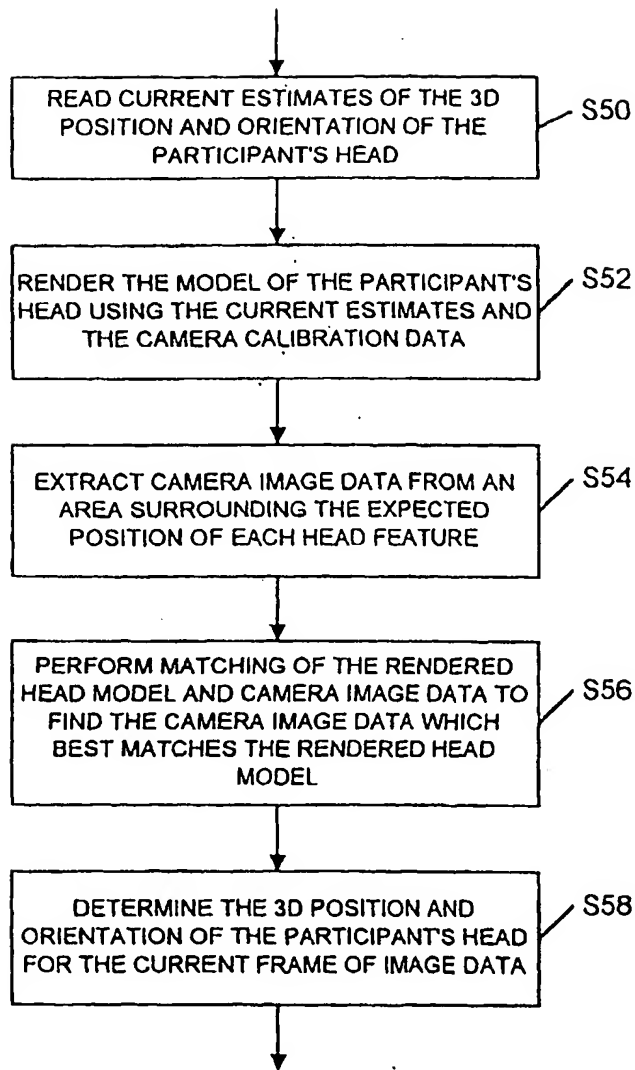 READ CURRENT ESTIMATES OF THE 3D
POSITION AND ORIENTATION OF THE
PARTICIPANT'S HEAD
S50
RENDER THE MODEL OF THE PARTICIPANT'S
HEAD USING THE CURRENT ESTIMATES AND
THE CAMERA CALIBRATION DATA
S52
EXTRACT CAMERA IMAGE DATA FROM AN
AREA SURROUNDING THE EXPECTED
POSITION OF EACH HEAD FEATURE
S54
PERFORM MATCHING OF THE RENDERED
HEAD MODEL AND CAMERA IMAGE DATA TO
FIND THE CAMERA IMAGE DATA WHICH
BEST MATCHES THE RENDERED HEAD
MODEL
S56
DETERMINE THE 3D POSITION AND
ORIENTATION OF THE PARTICIPANT'S HEAD
FOR THE CURRENT FRAME OF IMAGE DATA
S58